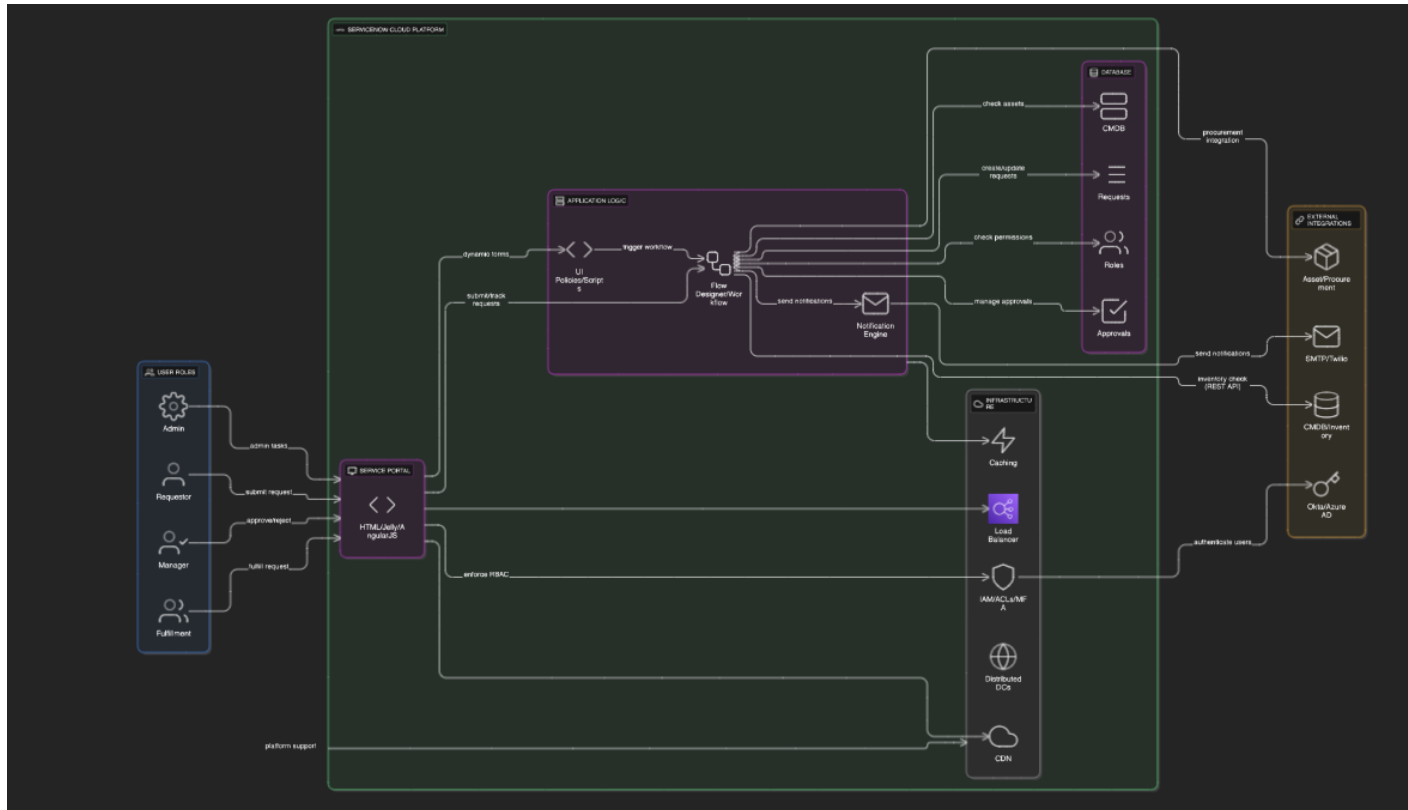 SERVICENOW CLOUD PLATFORM
DATABASE
check assets
CMDB
procurement
integration
create/update
requests
Requests
APPLICATION LOGIC
EXTERNAL
INTEGRATIONS
check permissions
trigger workflow
dynamic forms
Roles
UI
Policies/Script
s
Flow
Designer/Wor
kflow
Asset/Procure
ment
submit/track
requests
send notifications
manage approvals
Notification
Engine
Approvals
send notifications
SMTP/Twilio
USER ROLES
inventory check
(REST API)
INFRASTRUCTU
RE
Admin
CMDB/Invent
ory
admin tasks
Caching
SERVICE PORTAL
Requestor
submit request
HTML/Jelly/A
ngularJS
Okta/Azure
AD
approve/reject
Load
Balancer
authenticate users
Manager
fulfill request
enforce RBAC
IAM/ACLs/MF
A
Fulfillment
Distributed
DCs
platform support
CDN